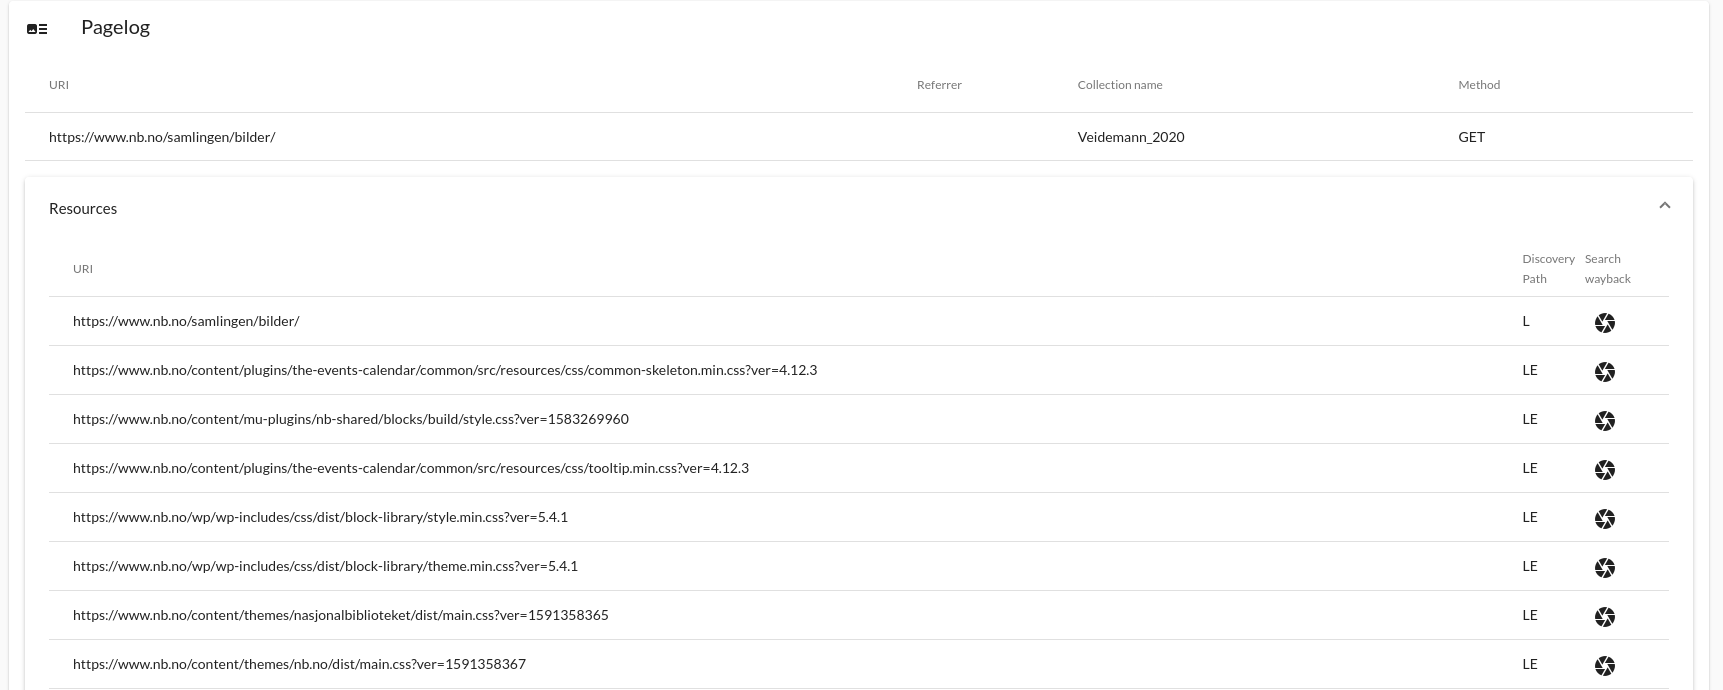 Pagelog
URI Referrer Collection name Method
https://www.nb.no/samlingen/bilder/ Veidemann_2020 GET
Resources
URI Discovery Path Search wayback
https://www.nb.no/samlingen/bilder/ L
https://www.nb.no/content/plugins/the-events-calendar/common/src/resources/css/common-skeleton.min.css?ver=4.12.3 LE
https://www.nb.no/content/mu-plugins/nb-shared/blocks/build/style.css?ver=1583269960 LE
https://www.nb.no/content/plugins/the-events-calendar/common/src/resources/css/tooltip.min.css?ver=4.12.3 LE
https://www.nb.no/wp/wp-includes/css/dist/block-library/style.min.css?ver=5.4.1 LE
https://www.nb.no/wp/wp-includes/css/dist/block-library/theme.min.css?ver=5.4.1 LE
https://www.nb.no/content/themes/nasjonalbiblioteket/dist/main.css?ver=1591358365 LE
https://www.nb.no/content/themes/nb.no/dist/main.css?ver=1591358367 LE